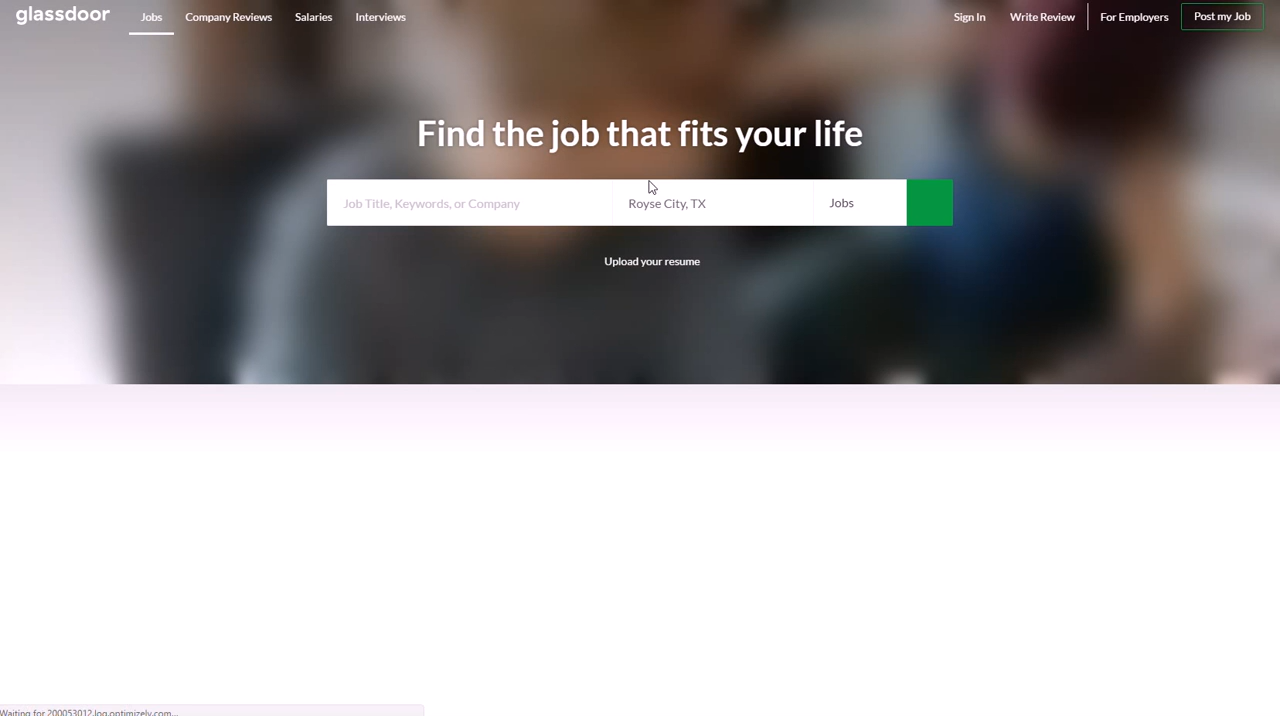 glassdoor
Jobs
Company Reviews
Salaries
Interviews
Sign In
Write Review
For Employers
Post my Job
Find the job that fits your life
Job Title, Keywords, or Company
Royse City, TX
Jobs
Upload your resume
Waiting for 200053012.log.optimizely.com...